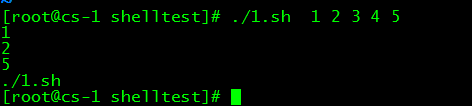 ~
[root@cs-1 shelltest]# ./1.sh  1 2 3 4 5
1
2
5
./1.sh
[root@cs-1 shelltest]#